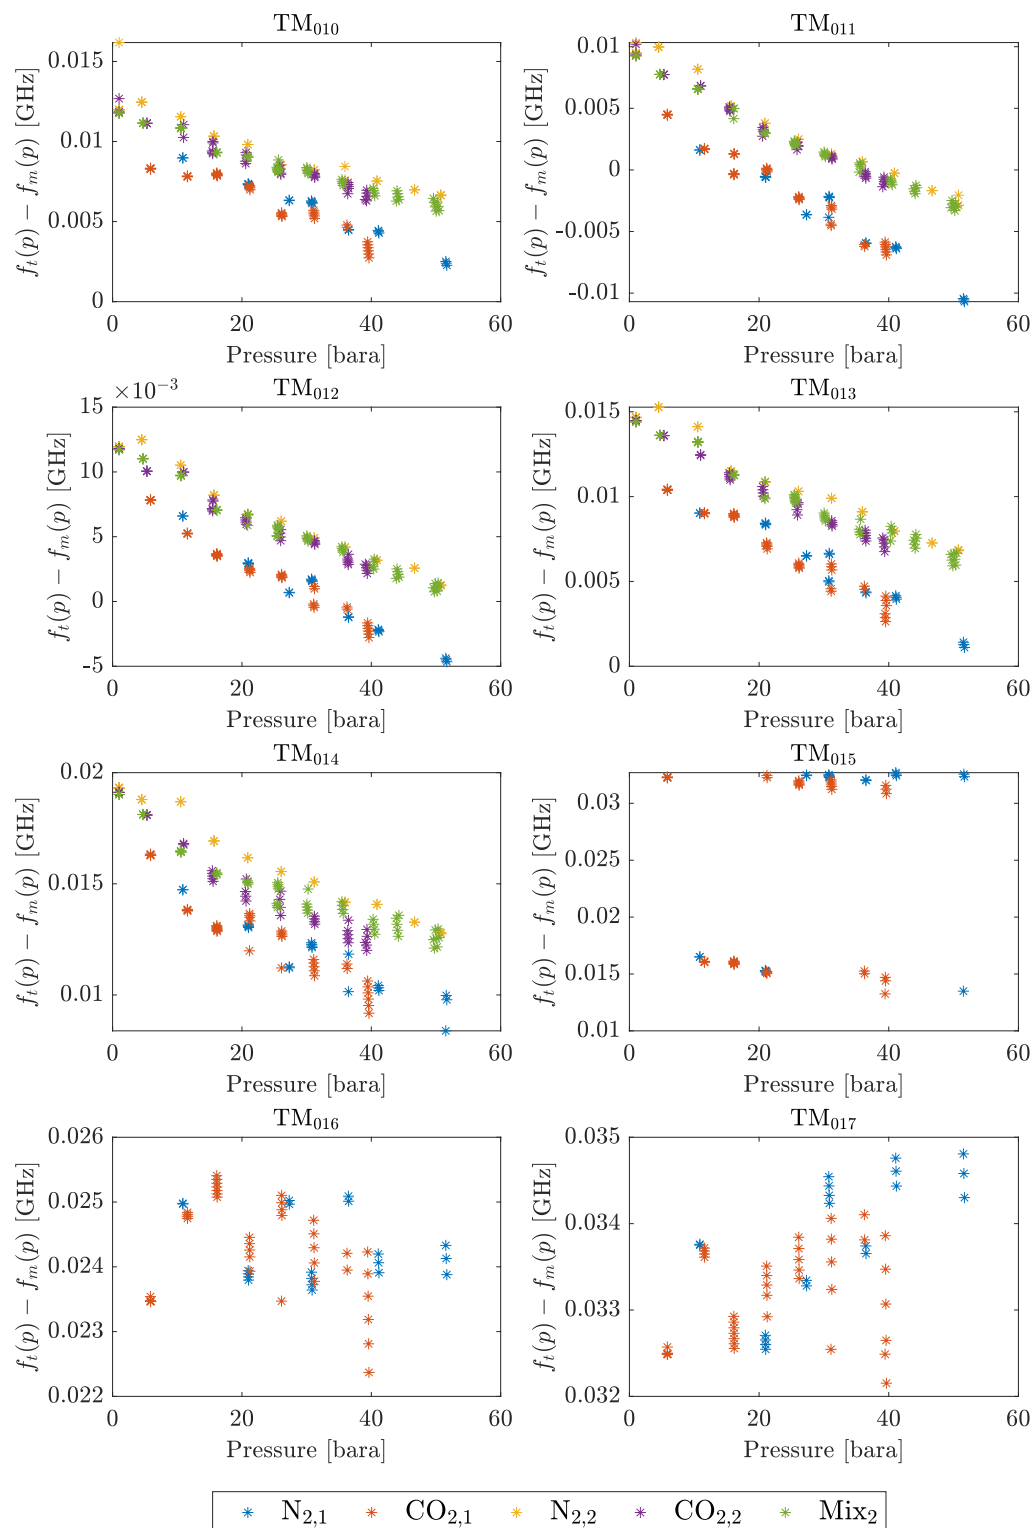 TM010 TM011
ft(p) − fm(p) [GHz]
0.015
0.01
0.005
0
0 20 40 60
Pressure [bara]
ft(p) − fm(p) [GHz]
0.01
0.005
0
-0.005
-0.01
0 20 40 60
Pressure [bara]
TM012 TM013
×10−3
ft(p) − fm(p) [GHz]
15
10
5
0
-5
0 20 40 60
Pressure [bara]
ft(p) − fm(p) [GHz]
0.015
0.01
0.005
0
0 20 40 60
Pressure [bara]
TM014 TM015
ft(p) − fm(p) [GHz]
0.02
0.015
0.01
0 20 40 60
Pressure [bara]
ft(p) − fm(p) [GHz]
0.03
0.025
0.02
0.015
0.01
0 20 40 60
Pressure [bara]
TM016 TM017
ft(p) − fm(p) [GHz]
0.026
0.025
0.024
0.023
0.022
0 20 40 60
Pressure [bara]
ft(p) − fm(p) [GHz]
0.035
0.034
0.033
0.032
0 20 40 60
Pressure [bara]
N2,1 CO2,1 N2,2 CO2,2 Mix2